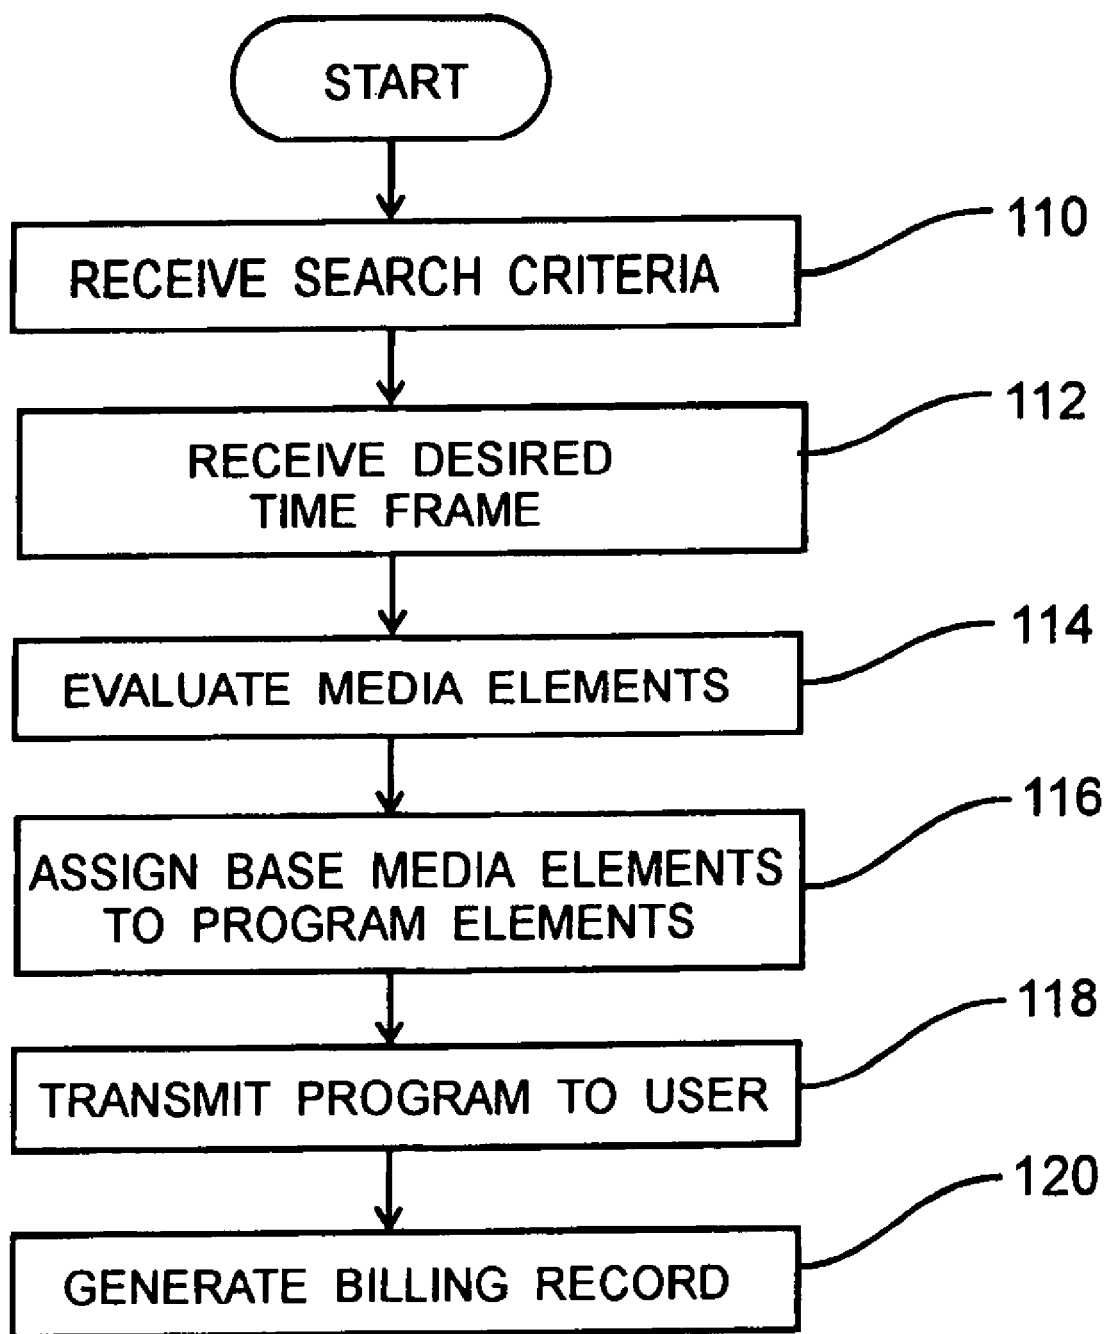 START
RECEIVE SEARCH CRITERIA
110
RECEIVE DESIRED
TIME FRAME
112
EVALUATE MEDIA ELEMENTS
114
ASSIGN BASE MEDIA ELEMENTS
TO PROGRAM ELEMENTS
116
TRANSMIT PROGRAM TO USER
118
GENERATE BILLING RECORD
120